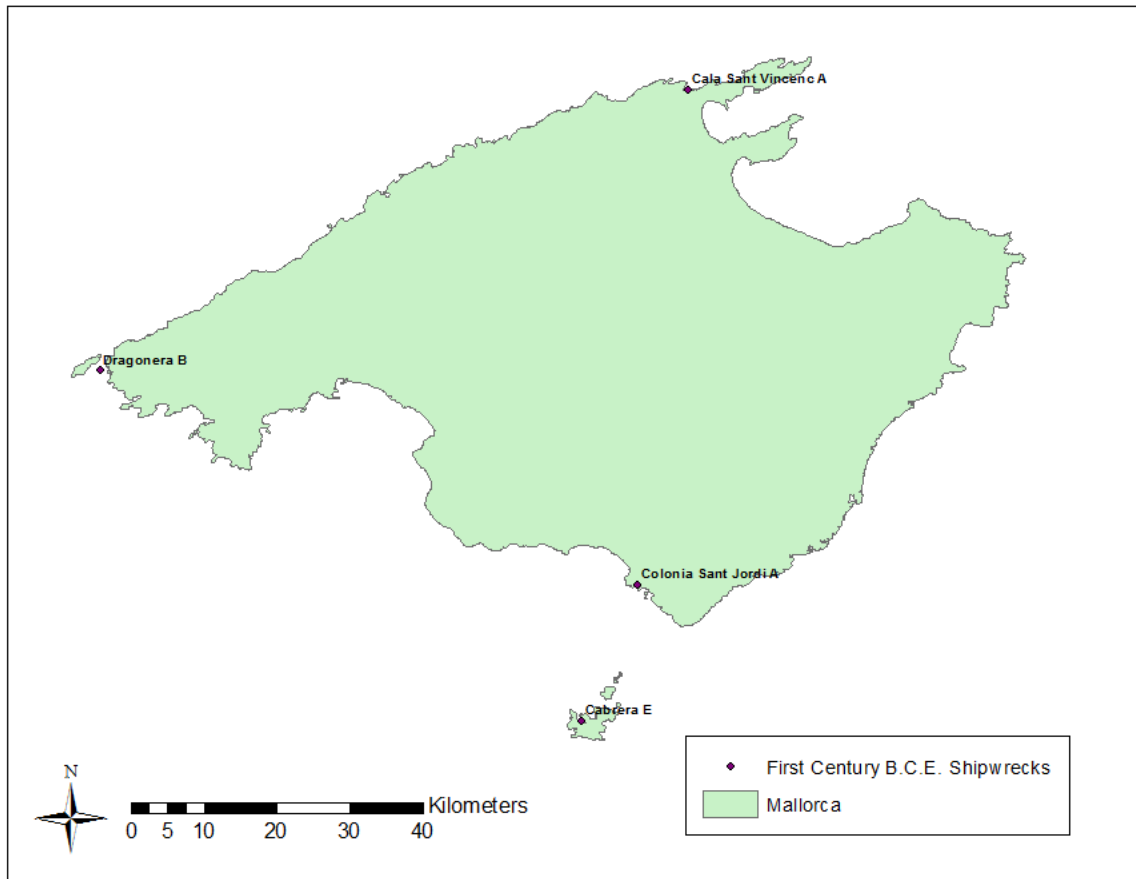 Cala Sant Vincenc A
Dragonera B
Colonia Sant Jordi A
Cabrera E
N
Kilometers
0 5 10 20 30 40
First Century B.C.E. Shipwrecks
Mallorca